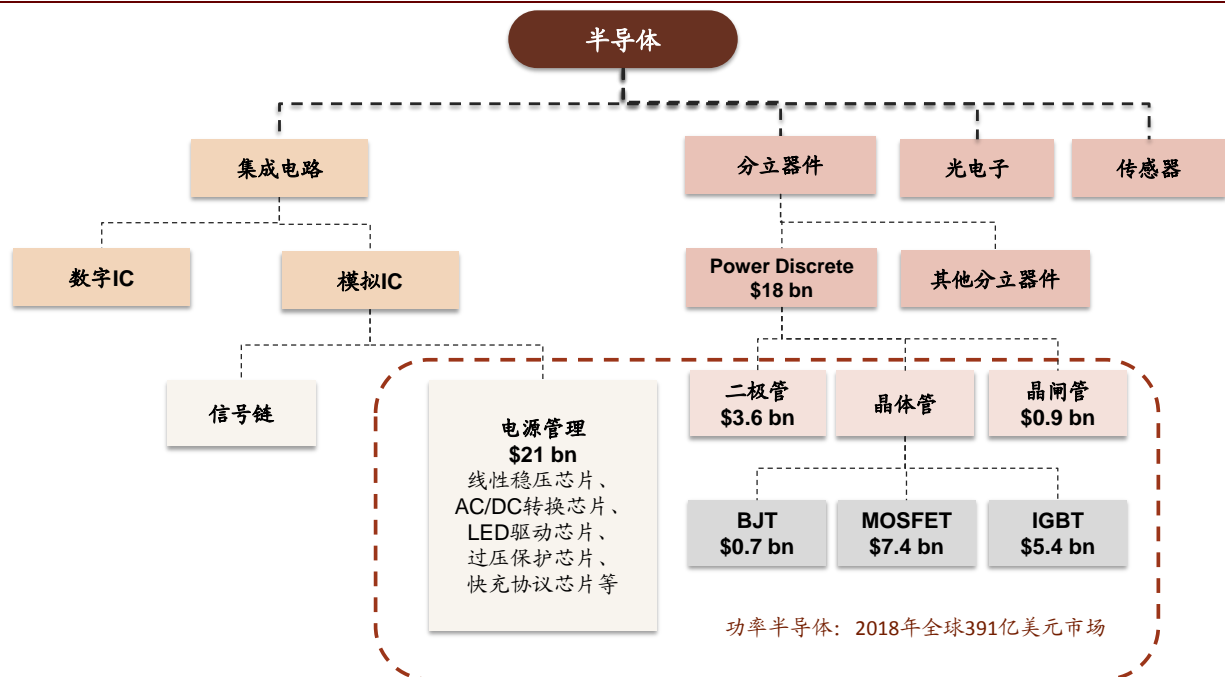 半导体
集成电路
分立器件
光电子
传感器
数字IC
模拟IC
Power Discrete
$18 bn
其他分立器件
信号链
电源管理
$21 bn
线性稳压芯片、
AC/DC转换芯片、
LED驱动芯片、
过压保护芯片、
快充协议芯片等
二极管
$3.6 bn
晶体管
晶闸管
$0.9 bn
BJT
$0.7 bn
MOSFET
$7.4 bn
IGBT
$5.4 bn
功率半导体：2018年全球391亿美元市场